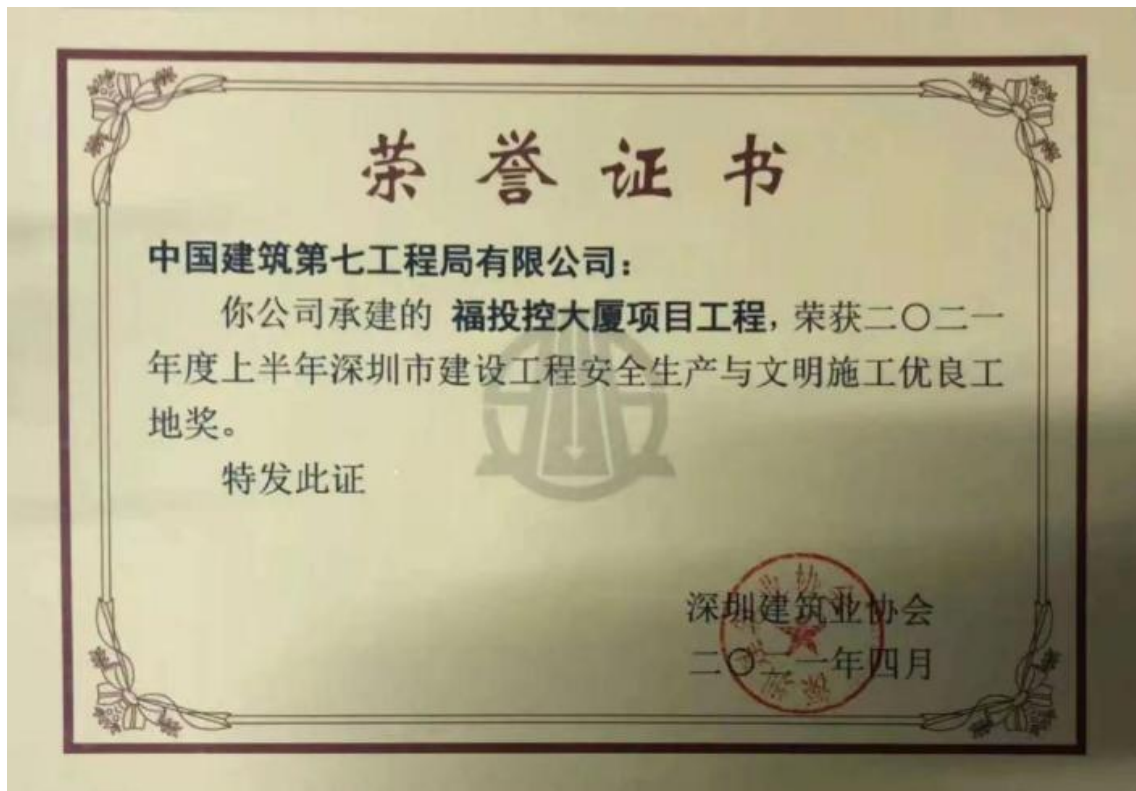 荣誉证书
中国建筑第七工程局有限公司：
你公司承建的 福投控大厦项目工程，荣获二〇二一
年度上半年深圳市建设工程安全生产与文明施工优良工
地奖。
特发此证
深圳建筑业协会
二〇二一年四月